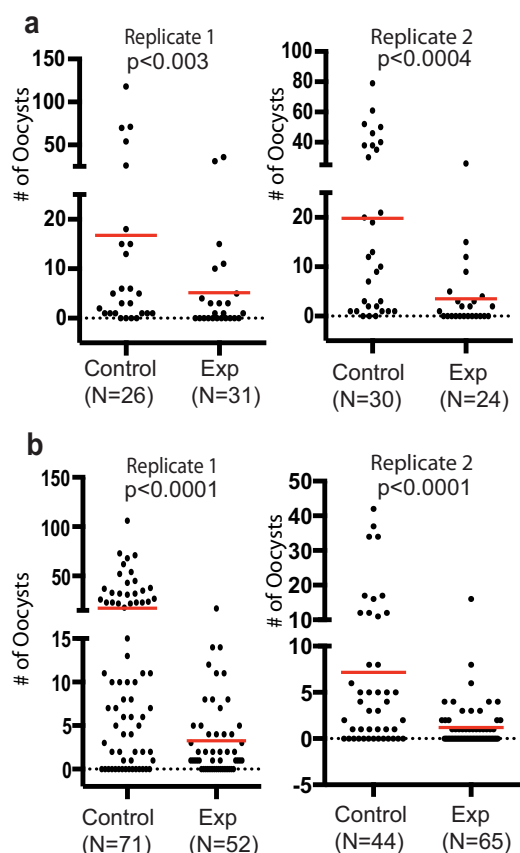 a
Replicate 1
p<0.003
# of Oocysts
150
100
50
20
10
0
Control
(N=26)
Exp
(N=31)
Replicate 2
p<0.0004
# of Oocysts
100
80
60
40
20
10
0
Control
(N=30)
Exp
(N=24)
b
Replicate 1
p<0.0001
# of Oocysts
150
100
50
15
10
5
0
Control
(N=71)
Exp
(N=52)
Replicate 2
p<0.0001
# of Oocysts
50
40
30
20
10
5
0
-5
Control
(N=44)
Exp
(N=65)